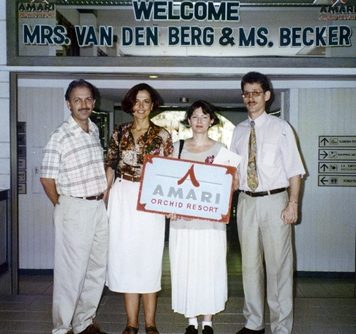 WELCOME
MRS. VAN DEN BERG & MS. BECKER
AMARI
AMARI
AMARI
ORCHID RESORT